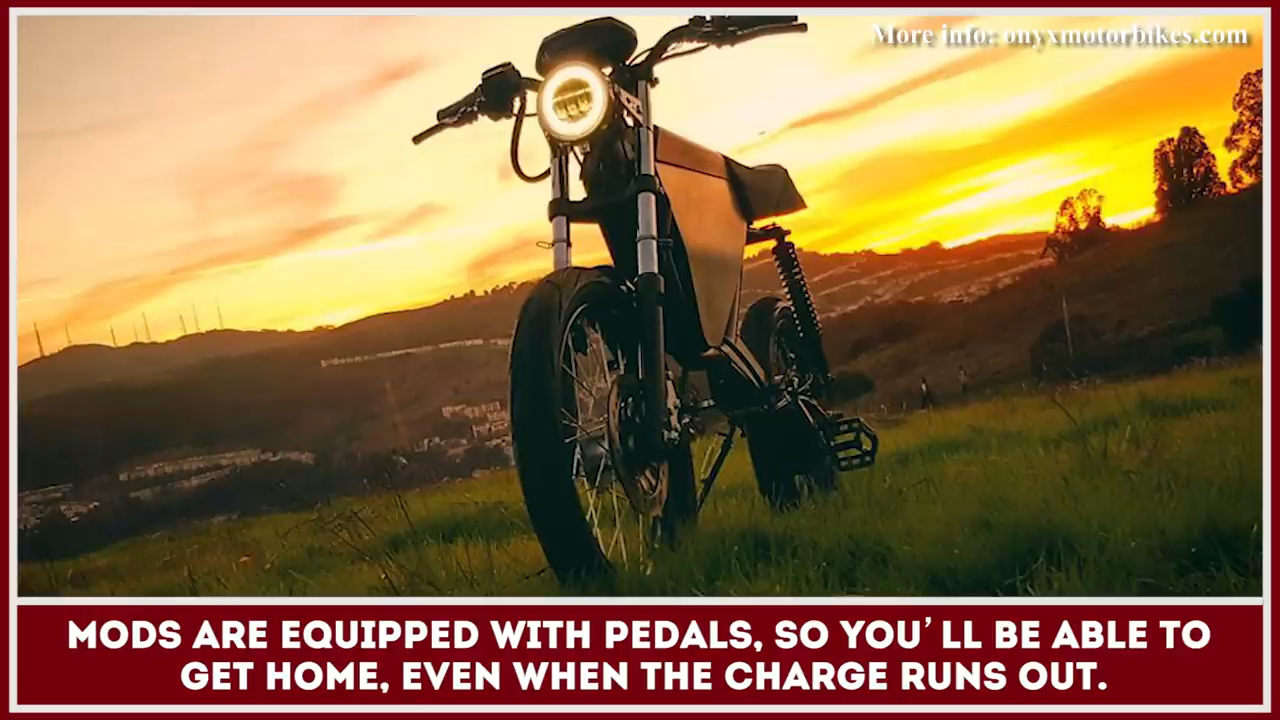 More info: onyxmotorbikes.com
MODS ARE EQUIPPED WITH PEDALS, SO YOU'LL BE ABLE TO
GET HOME, EVEN WHEN THE CHARGE RUNS OUT.